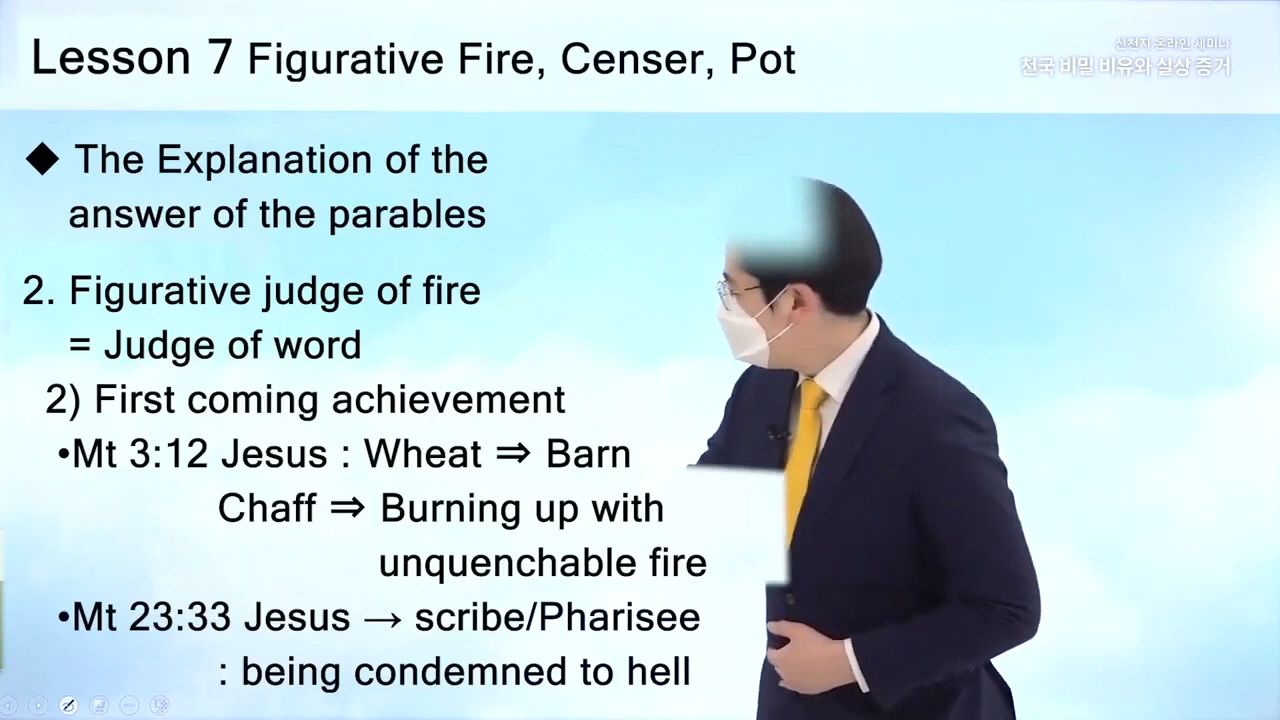 Lesson 7 Figurative Fire, Censer, Pot
신천지 온라인 세미나
천국 비밀 비유와 실상 증거
◆ The Explanation of the
answer of the parables
2. Figurative judge of fire
= Judge of word
2) First coming achievement
•Mt 3:12 Jesus : Wheat ⇒ Barn
Chaff ⇒ Burning up with
unquenchable fire
•Mt 23:33 Jesus → scribe/Pharisee
: being condemned to hell